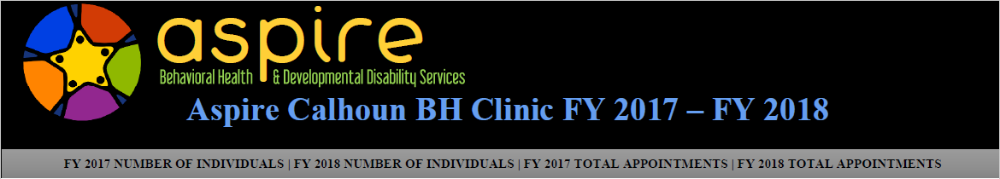 aspire
Behavioral Health & Developmental Disability Services
Aspire Calhoun BH Clinic FY 2017 – FY 2018
FY 2017 NUMBER OF INDIVIDUALS | FY 2018 NUMBER OF INDIVIDUALS | FY 2017 TOTAL APPOINTMENTS | FY 2018 TOTAL APPOINTMENTS